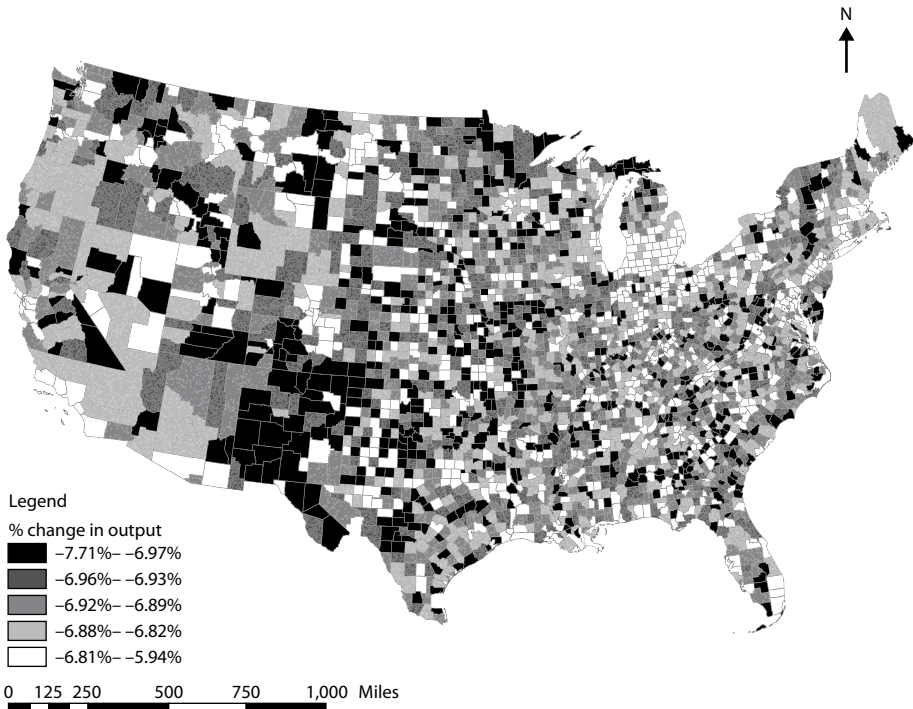 N
Legend
% change in output
–7.71%– –6.97%
–6.96%– –6.93%
–6.92%– –6.89%
–6.88%– –6.82%
–6.81%– –5.94%
0 125 250 500 750 1,000 Miles